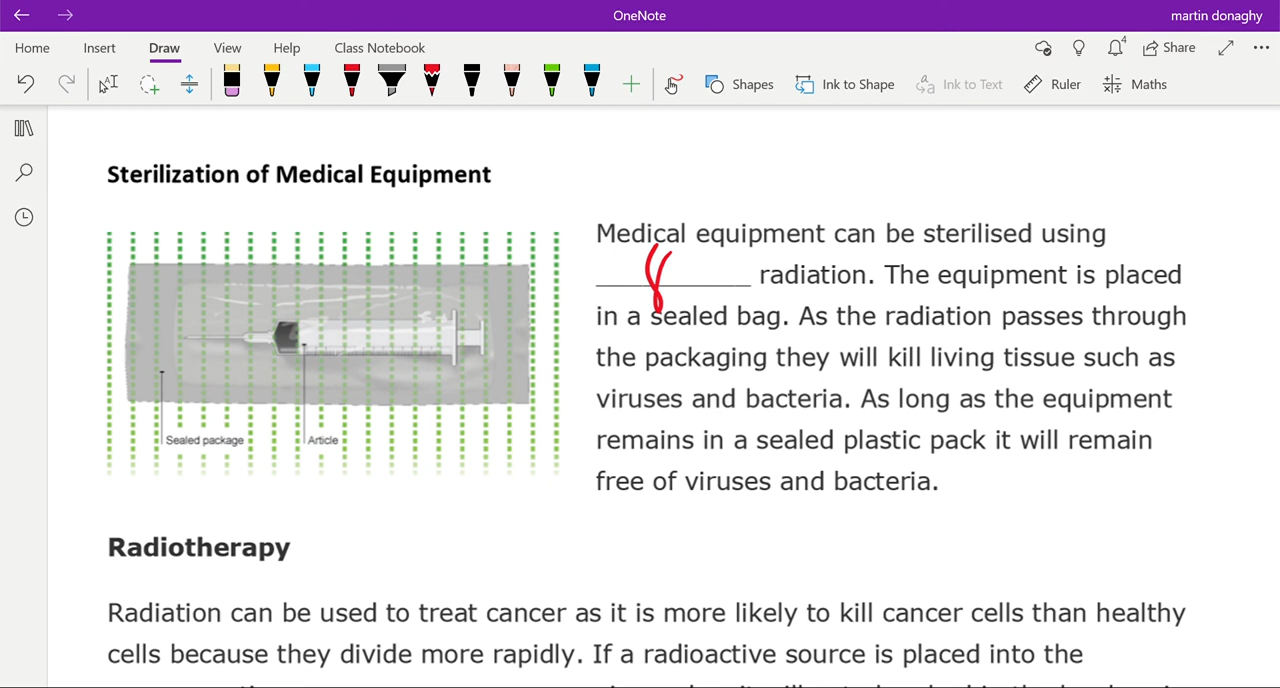 OneNote
martin donaghy
Home Insert Draw View Help Class Notebook
4 Share
Shapes Ink to Shape Ink to Text Ruler Maths
Sterilization of Medical Equipment
Sealed package
Article
Medical equipment can be sterilised using
___________ radiation. The equipment is placed
γ
in a sealed bag. As the radiation passes through
the packaging they will kill living tissue such as
viruses and bacteria. As long as the equipment
remains in a sealed plastic pack it will remain
free of viruses and bacteria.
Radiotherapy
Radiation can be used to treat cancer as it is more likely to kill cancer cells than healthy
cells because they divide more rapidly. If a radioactive source is placed into the